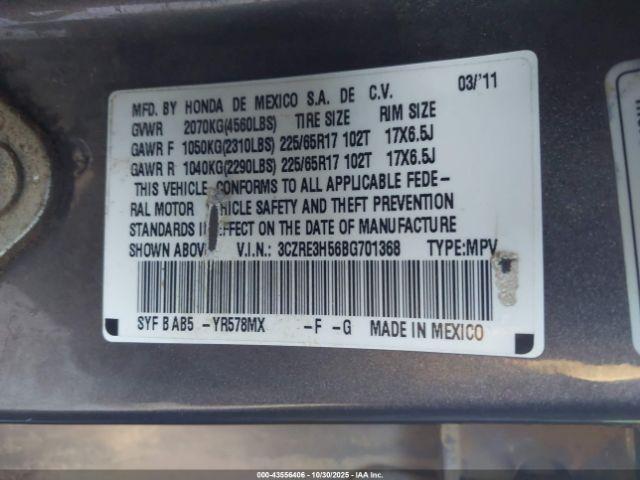 MFD. BY HONDA DE MEXICO S.A. DE C.V. 03/'11
GVWR 2070KG(4560LBS) TIRE SIZE RIM SIZE
GAWR F 1050KG(2310LBS) 225/65R17 102T 17X6.5J
GAWR R 1040KG(2290LBS) 225/65R17 102T 17X6.5J
THIS VEHICLE CONFORMS TO ALL APPLICABLE FEDE-
RAL MOTOR VEHICLE SAFETY AND THEFT PREVENTION
STANDARDS IN EFFECT ON THE DATE OF MANUFACTURE
SHOWN ABOVE V.I.N.: 3CZRE3H56BG701368 TYPE:MPV
SYF B AB5 -YR578MX -F -G MADE IN MEXICO
000-43556406 - 10/30/2025 - IAAI.com